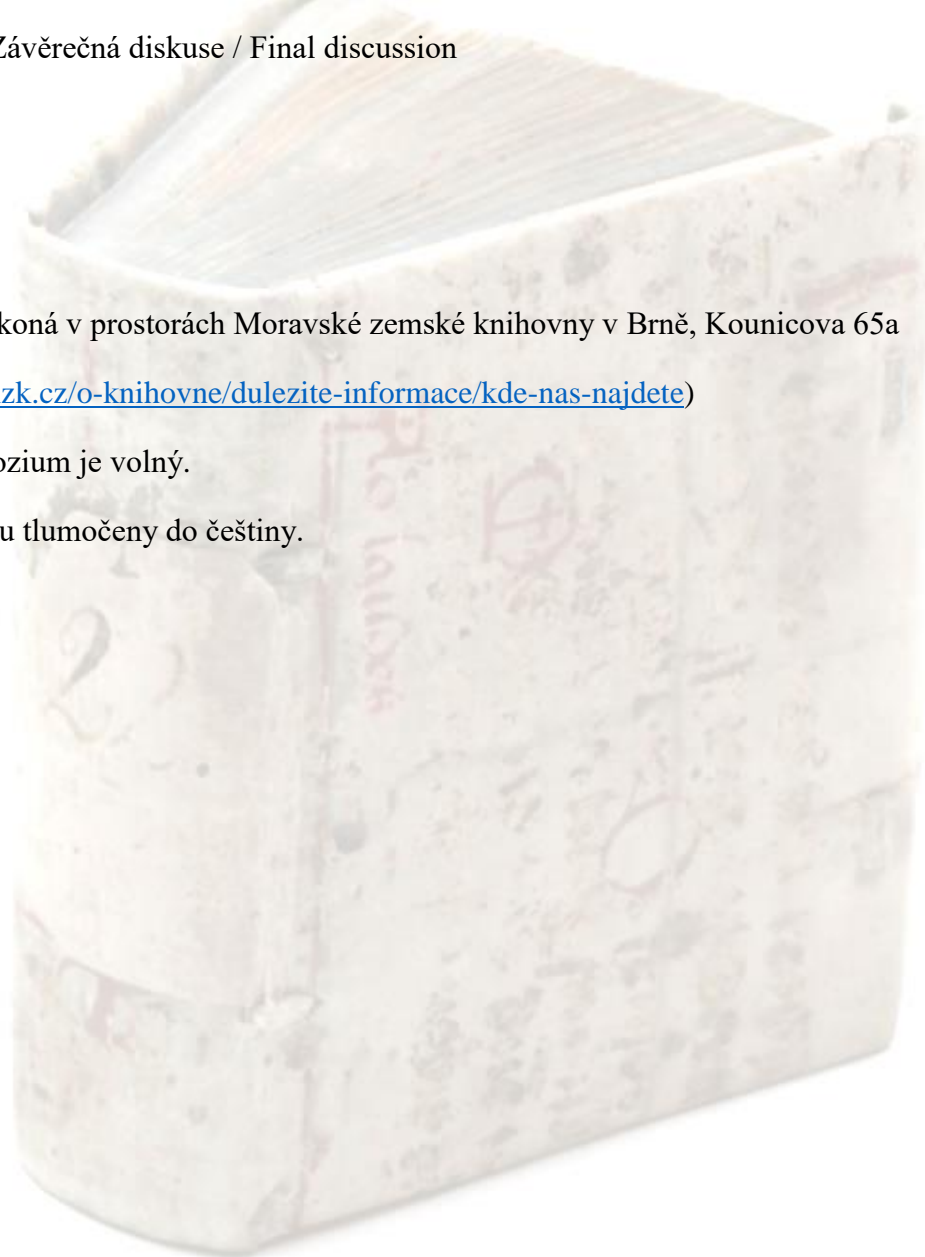 Závěrečná diskuse / Final discussion
koná v prostorách Moravské zemské knihovny v Brně, Kounicova 65a
zk.cz/o-knihovne/dulezite-informace/kde-nas-najdete)
ozium je volný.
u tlumočeny do češtiny.
2